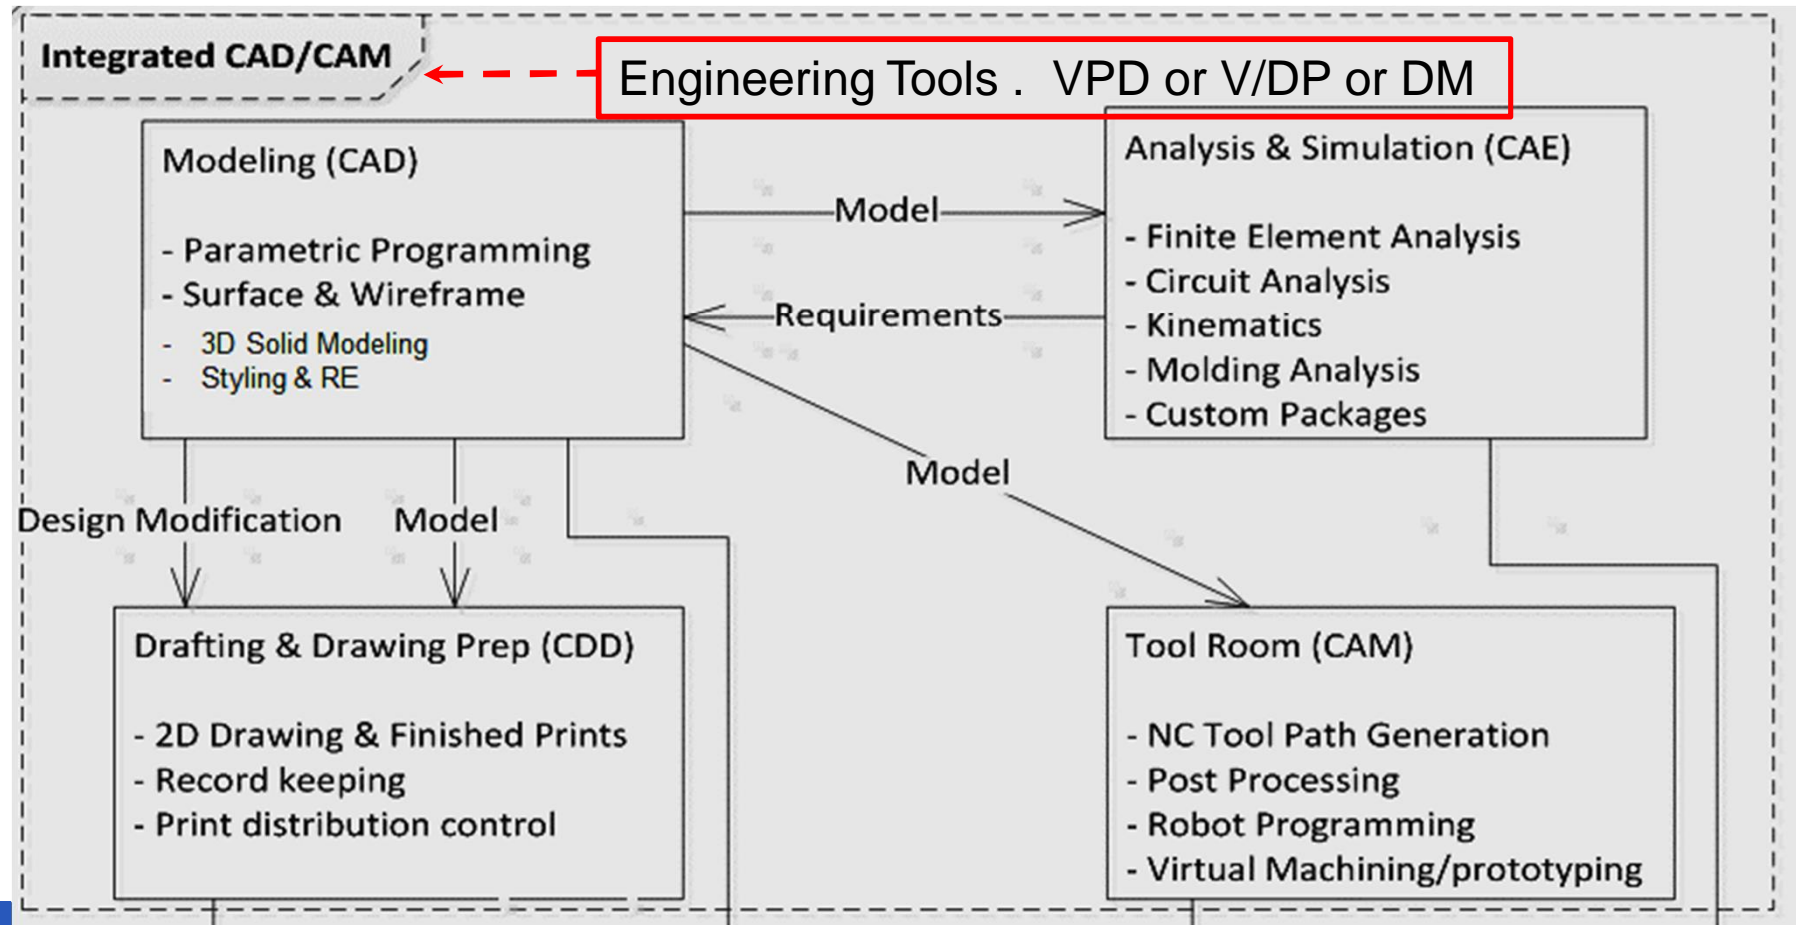 Integrated CAD/CAM
Engineering Tools . VPD or V/DP or DM
Modeling (CAD)
- Parametric Programming
- Surface & Wireframe
- 3D Solid Modeling
- Styling & RE
Model
Requirements
Analysis & Simulation (CAE)
- Finite Element Analysis
- Circuit Analysis
- Kinematics
- Molding Analysis
- Custom Packages
Model
Design Modification
Model
Drafting & Drawing Prep (CDD)
- 2D Drawing & Finished Prints
- Record keeping
- Print distribution control
Tool Room (CAM)
- NC Tool Path Generation
- Post Processing
- Robot Programming
- Virtual Machining/prototyping